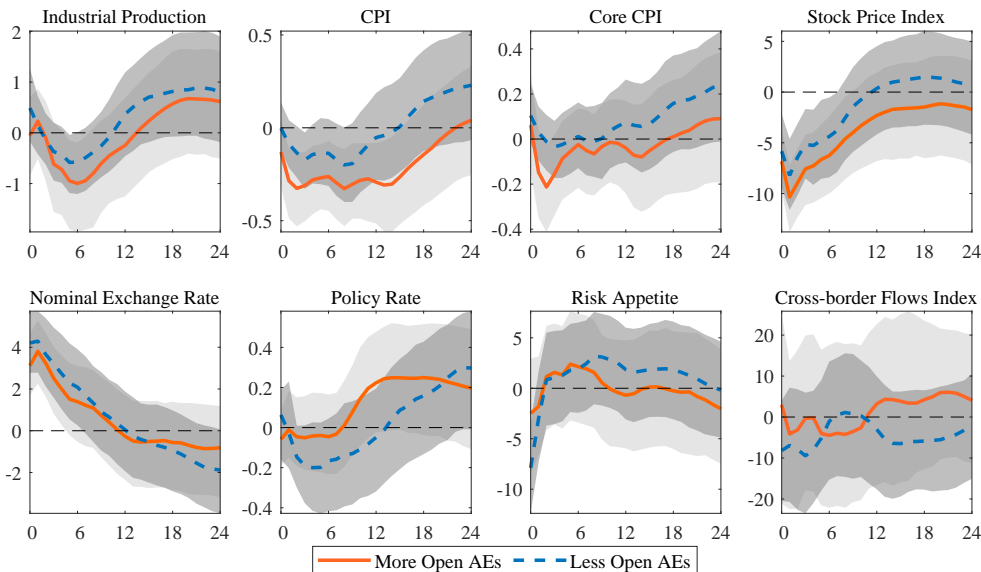 Industrial Production
CPI
Core CPI
Stock Price Index
2
1
0
-1
0 6 12 18 24
0.5
0
-0.5
0 6 12 18 24
0.4
0.2
0
-0.2
-0.4
0 6 12 18 24
5
0
-5
-10
0 6 12 18 24
Nominal Exchange Rate
Policy Rate
Risk Appetite
Cross-border Flows Index
4
2
0
-2
0 6 12 18 24
0.4
0.2
0
-0.2
-0.4
0 6 12 18 24
5
0
-5
-10
0 6 12 18 24
20
10
0
-10
-20
0 6 12 18 24
More Open AEs
Less Open AEs